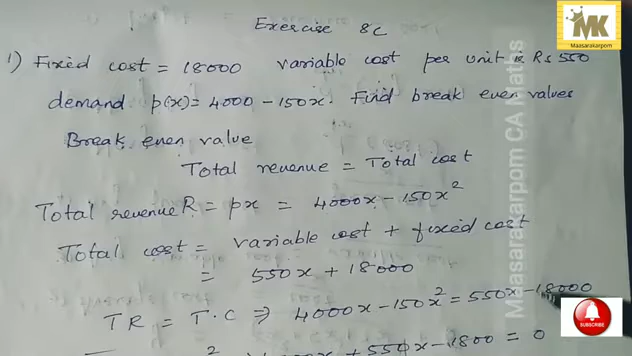 MK
Maasarakarpom
Exercise 8C
1) Fixed cost = 18000 variable cost per unit is Rs 550
demand p(x) = 4000 - 150x. Find break even values
Break even value
Total revenue = Total cost
Total revenue R = px = 4000x - 150x²
Total cost = variable cost + fixed cost
= 550x + 18000
TR = T.C ⇒ 4000x - 150x² = 550x - 18000
+ 550x - 1800 = 0
Maasarakarpom CA Maths
SUBSCRIBE